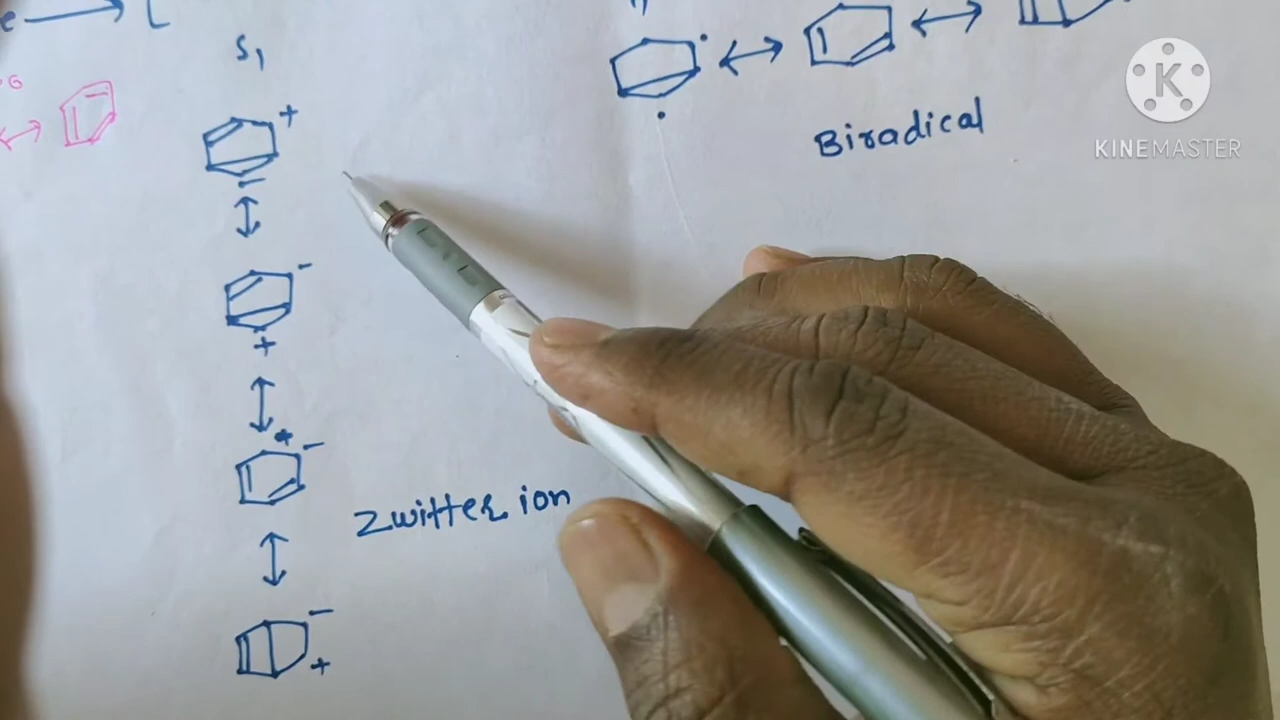 S₁
Biradical
K
KINEMASTER
+
-
-
+
+ -
Zwitter ion
-
+